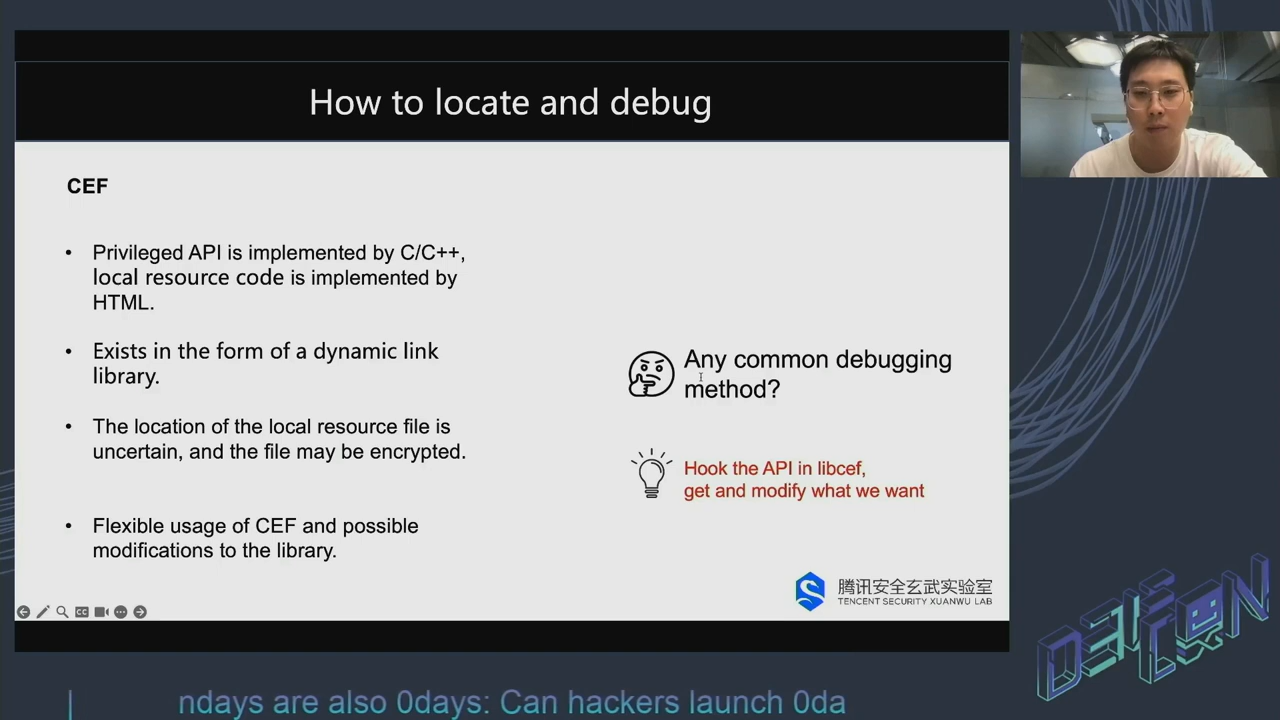 How to locate and debug
CEF
• Privileged API is implemented by C/C++,
local resource code is implemented by
HTML.
• Exists in the form of a dynamic link
library.
• The location of the local resource file is
uncertain, and the file may be encrypted.
• Flexible usage of CEF and possible
modifications to the library.
Any common debugging
method?
Hook the API in libcef,
get and modify what we want
腾讯安全玄武实验室
TENCENT SECURITY XUANWU LAB
CC
DEF
CON
| ndays are also 0days: Can hackers launch 0da